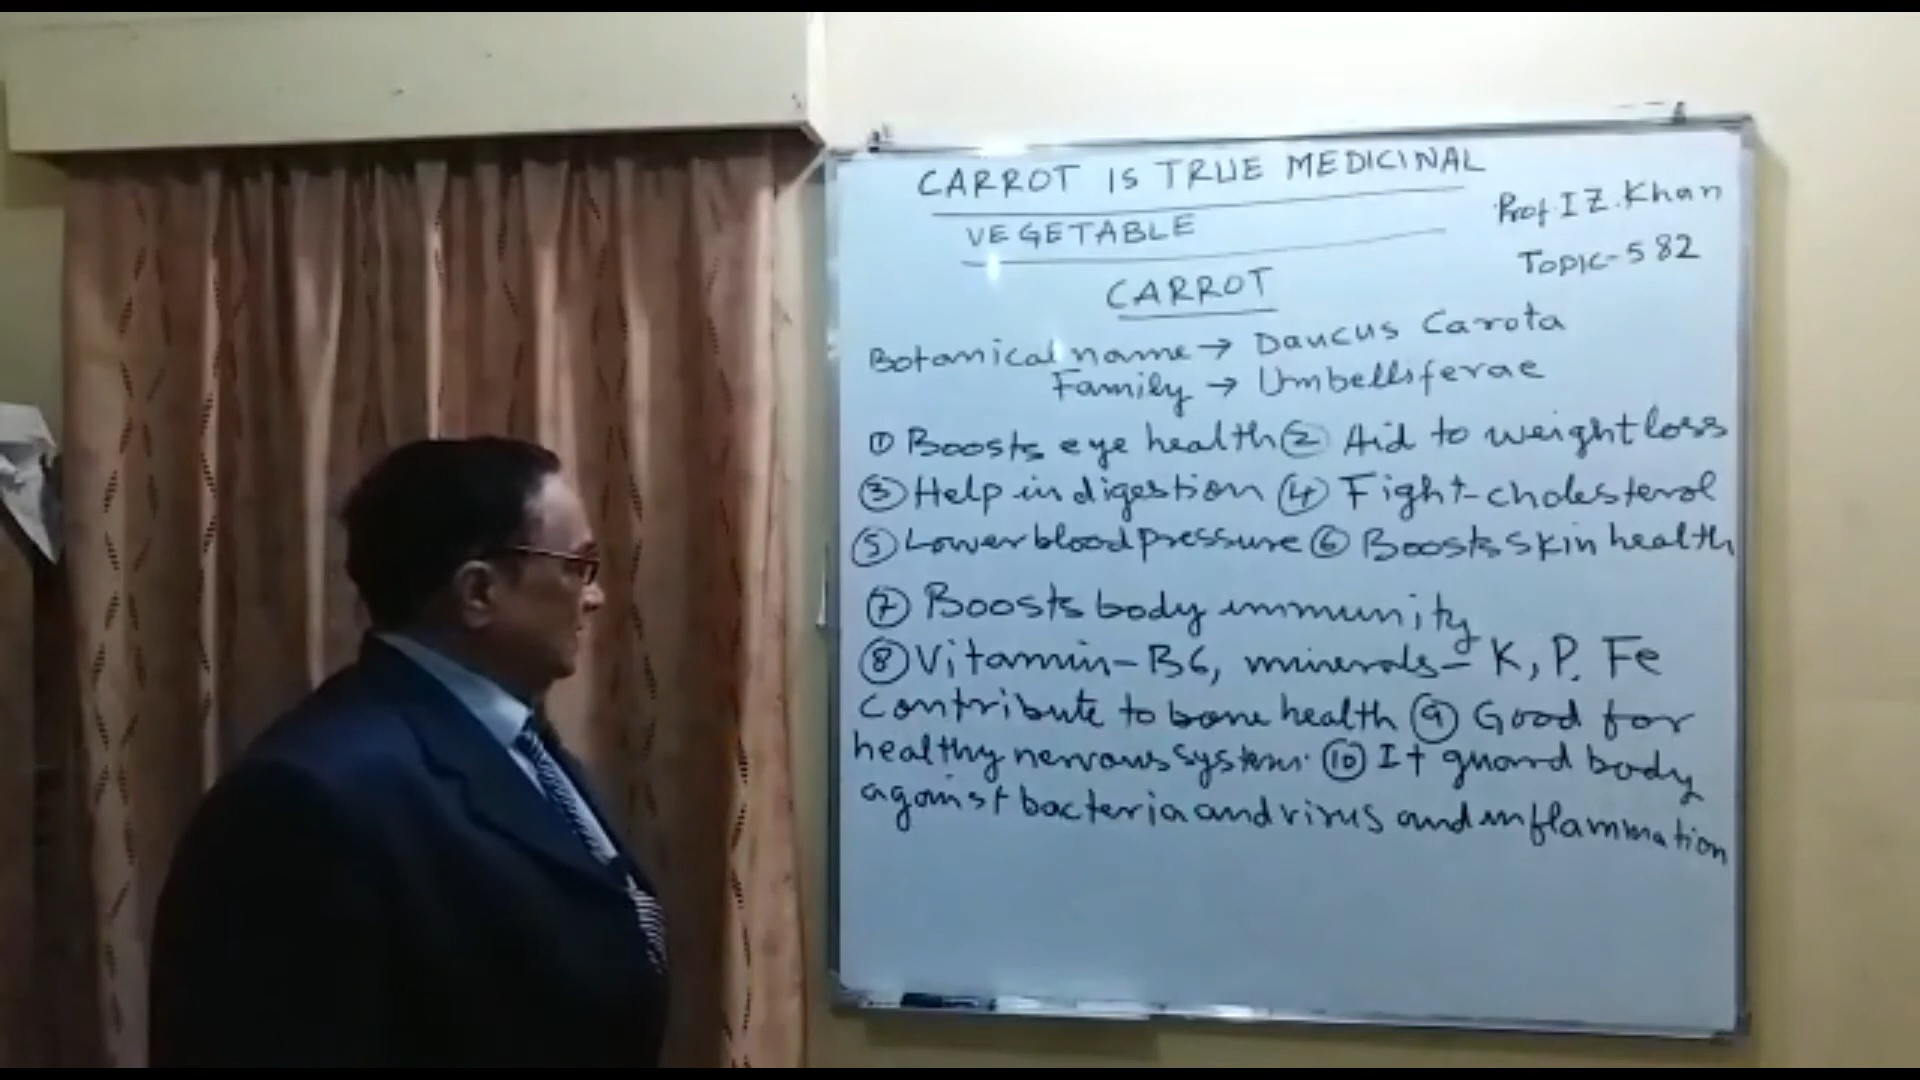 CARROT IS TRUE MEDICINAL
VEGETABLE
Prof. I Z. Khan
TOPIC-582
CARROT
Botanical name → Daucus Carota
Family → Umbelliferae
① Boosts eye health ② Aid to weight loss
③ Help in digestion ④ Fight-cholesterol
⑤ Lower blood pressure ⑥ Boosts skin health
⑦ Boosts body immunity
⑧ Vitamin-B6, minerals- K, P, Fe
Contribute to bone health ⑨ Good for
healthy nervous system. ⑩ It guard body
against bacteria and virus and inflammation